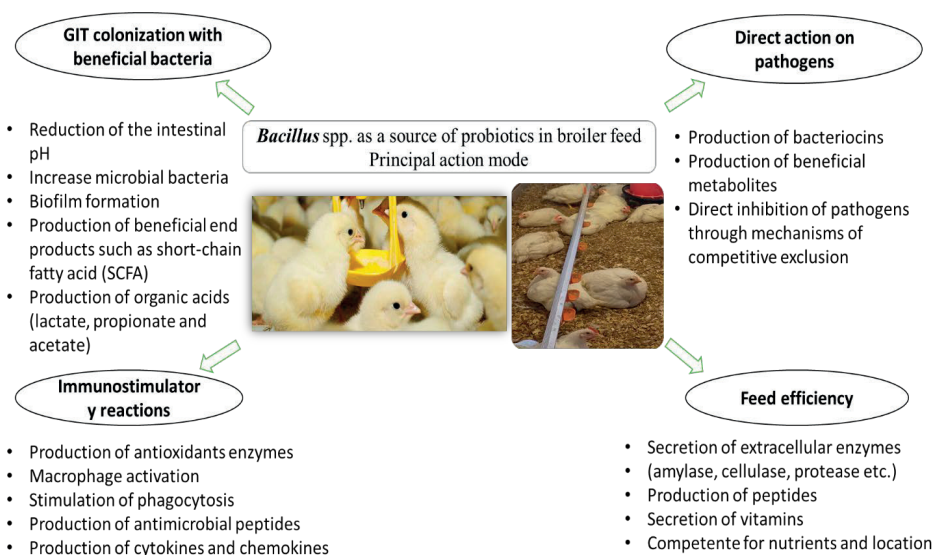 GIT colonization with
beneficial bacteria
Direct action on
pathogens
Bacillus spp. as a source of probiotics in broiler feed
Principal action mode
• Reduction of the intestinal
pH
• Increase microbial bacteria
• Biofilm formation
• Production of beneficial end
products such as short-chain
fatty acid (SCFA)
• Production of organic acids
(lactate, propionate and
acetate)
• Production of bacteriocins
• Production of beneficial
metabolites
• Direct inhibition of pathogens
through mechanisms of
competitive exclusion
Immunostimulator
y reactions
• Production of antioxidants enzymes
• Macrophage activation
• Stimulation of phagocytosis
• Production of antimicrobial peptides
• Production of cytokines and chemokines
Feed efficiency
• Secretion of extracellular enzymes
• (amylase, cellulase, protease etc.)
• Production of peptides
• Secretion of vitamins
• Competente for nutrients and location